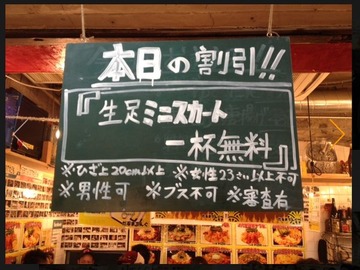 本日の割引!!
『生足ミニスカート
一杯無料』
※ひざ上20cm以上 ※女性23さい以上不可
※男性可 ※ブス不可 ※審査有